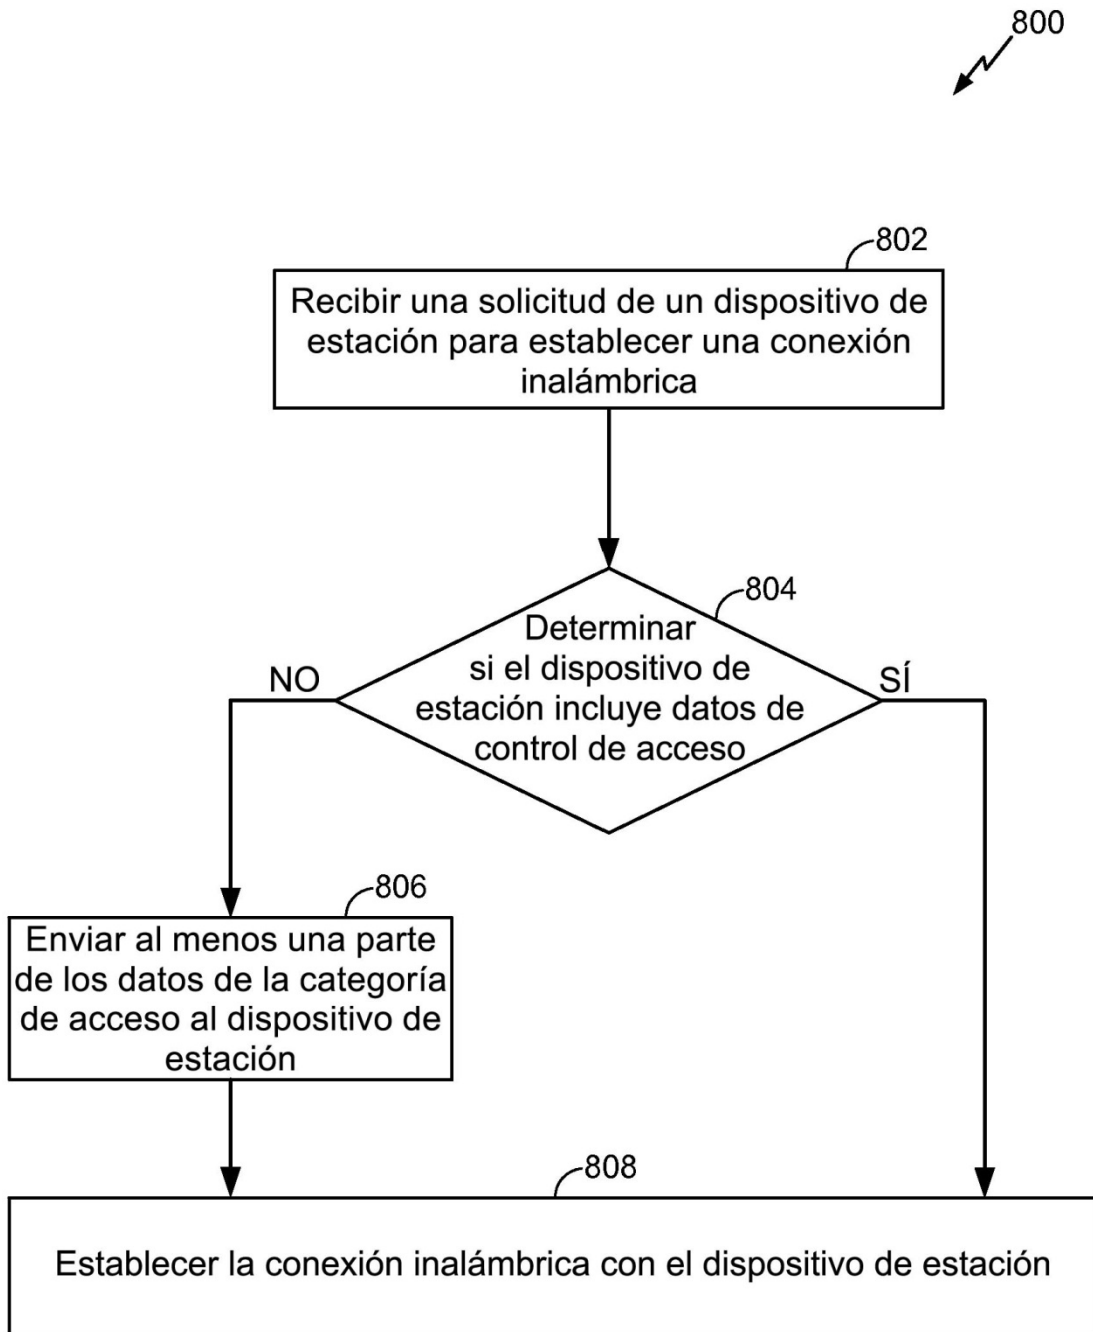 800
802
Recibir una solicitud de un dispositivo de
estación para establecer una conexión
inalámbrica
804
Determinar
si el dispositivo de
estación incluye datos de
control de acceso
NO
SÍ
806
Enviar al menos una parte
de los datos de la categoría
de acceso al dispositivo de
estación
808
Establecer la conexión inalámbrica con el dispositivo de estación